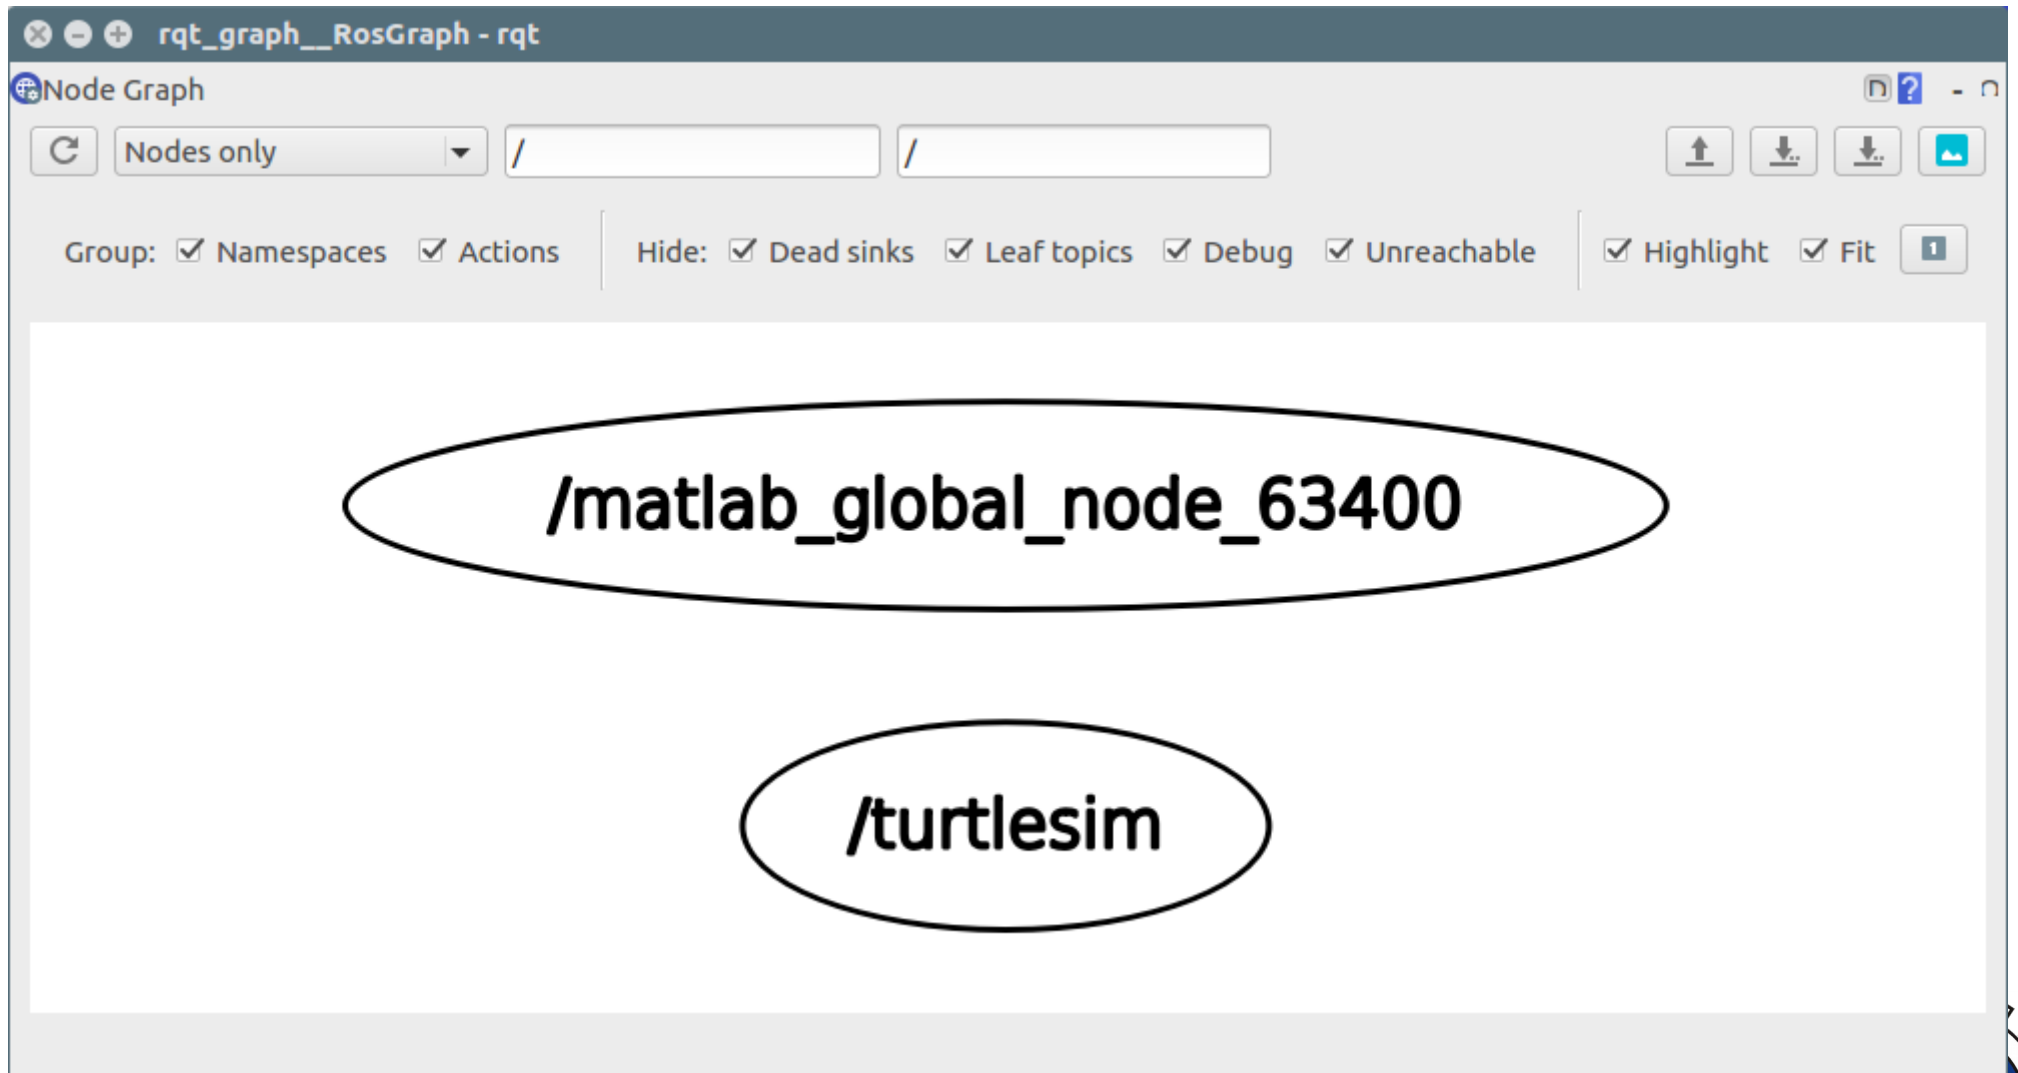 rqt_graph__RosGraph - rqt
Node Graph
D ? - O
Nodes only / /
Group: Namespaces Actions Hide: Dead sinks Leaf topics Debug Unreachable Highlight Fit 1
/matlab_global_node_63400
/turtlesim